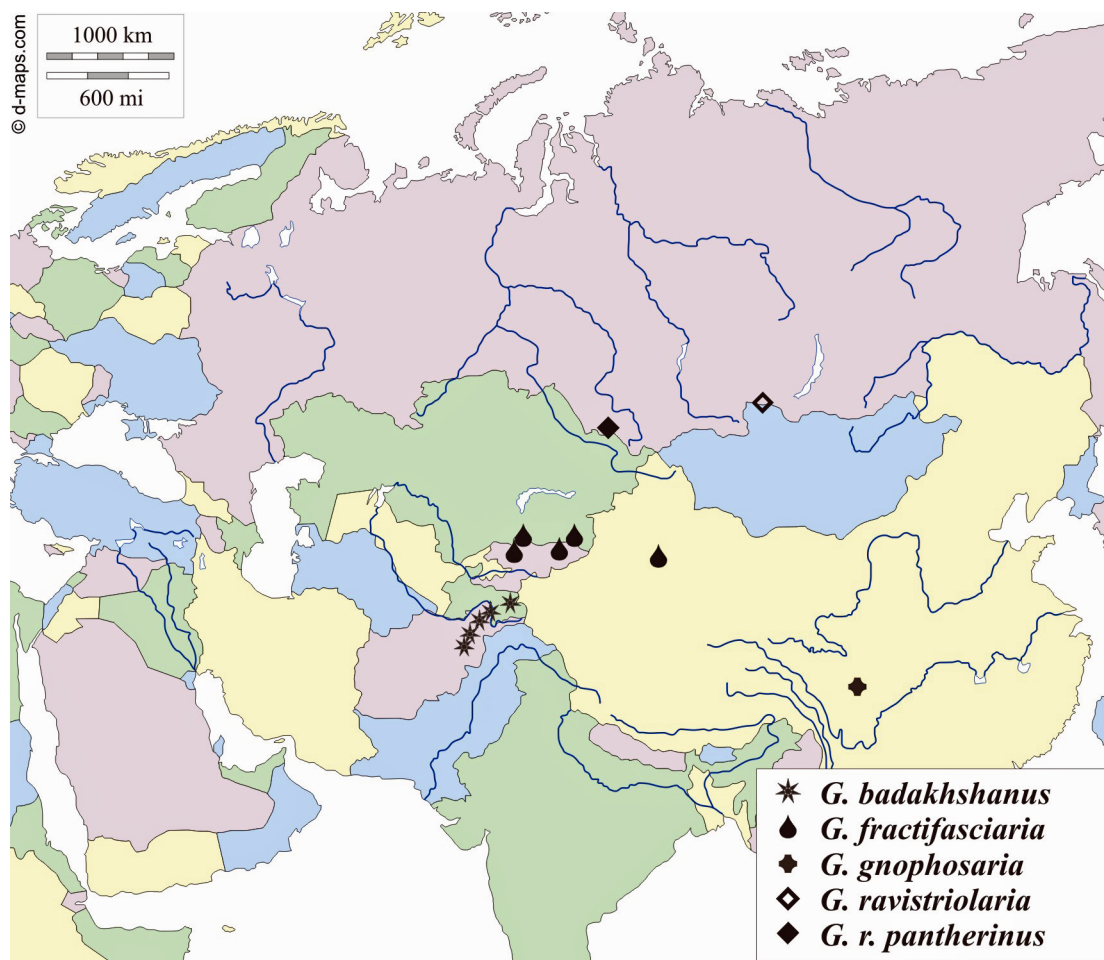 1000 km
600 mi
© d-maps.com
G. badakhshanus
G. fractifasciaria
G. gnophosaria
G. ravistriolaria
G. r. pantherinus